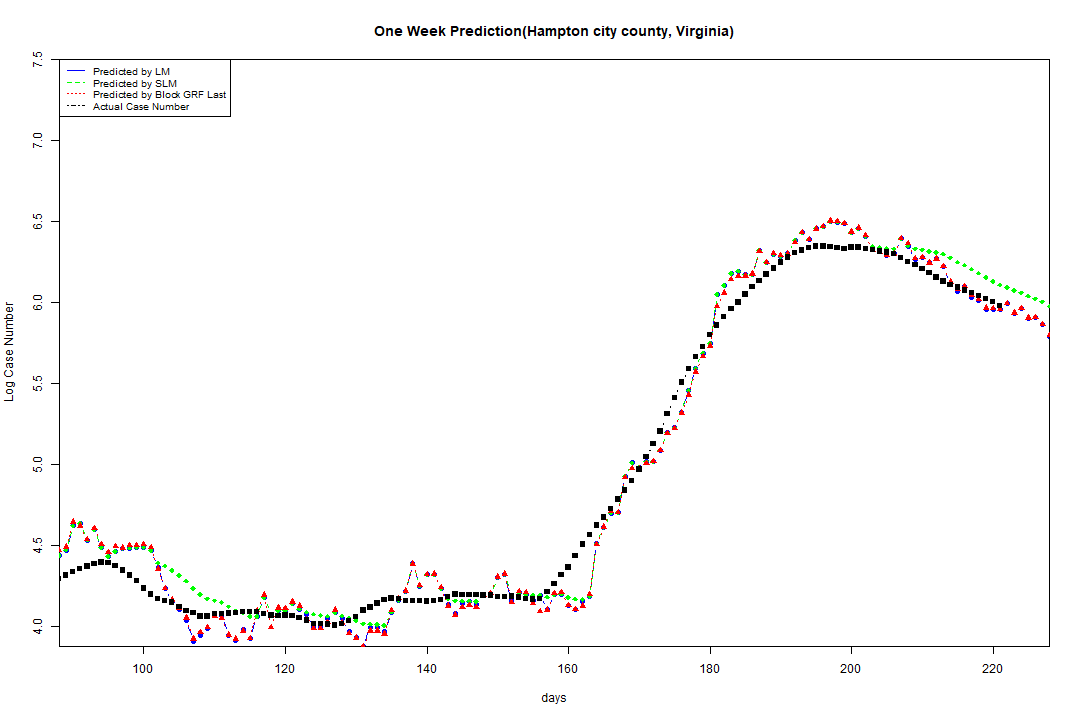 One Week Prediction(Hampton city county, Virginia)
Predicted by LM
Predicted by SLM
Predicted by Block GRF Last
Actual Case Number
7.5
7.0
6.5
6.0
5.5
5.0
4.5
4.0
Log Case Number
100 120 140 160 180 200 220
days